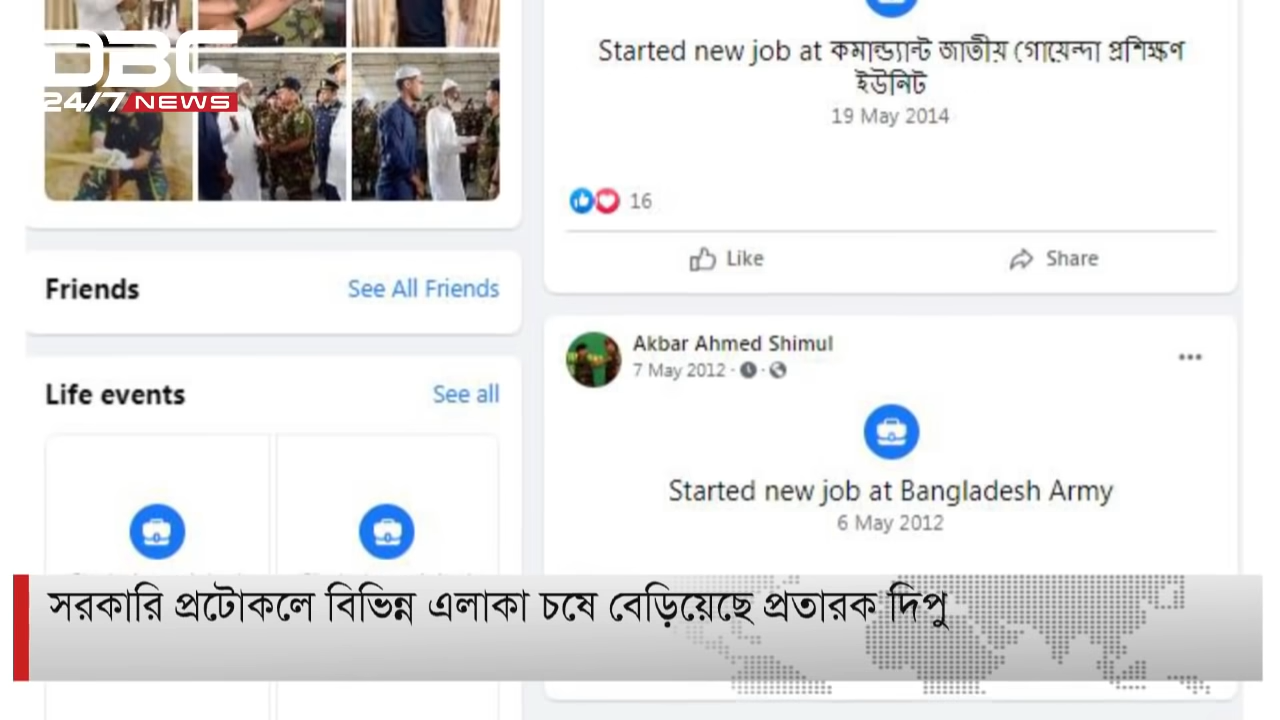 DBC
24/7 NEWS
Friends
See All Friends
Life events
See all
Started new job at কমান্ড্যান্ট জাতীয় গোয়েন্দা প্রশিক্ষণ
ইউনিট
19 May 2014
16
Like
Share
Akbar Ahmed Shimul
7 May 2012
Started new job at Bangladesh Army
6 May 2012
সরকারি প্রটোকলে বিভিন্ন এলাকা চষে বেড়িয়েছে প্রতারক দিপু